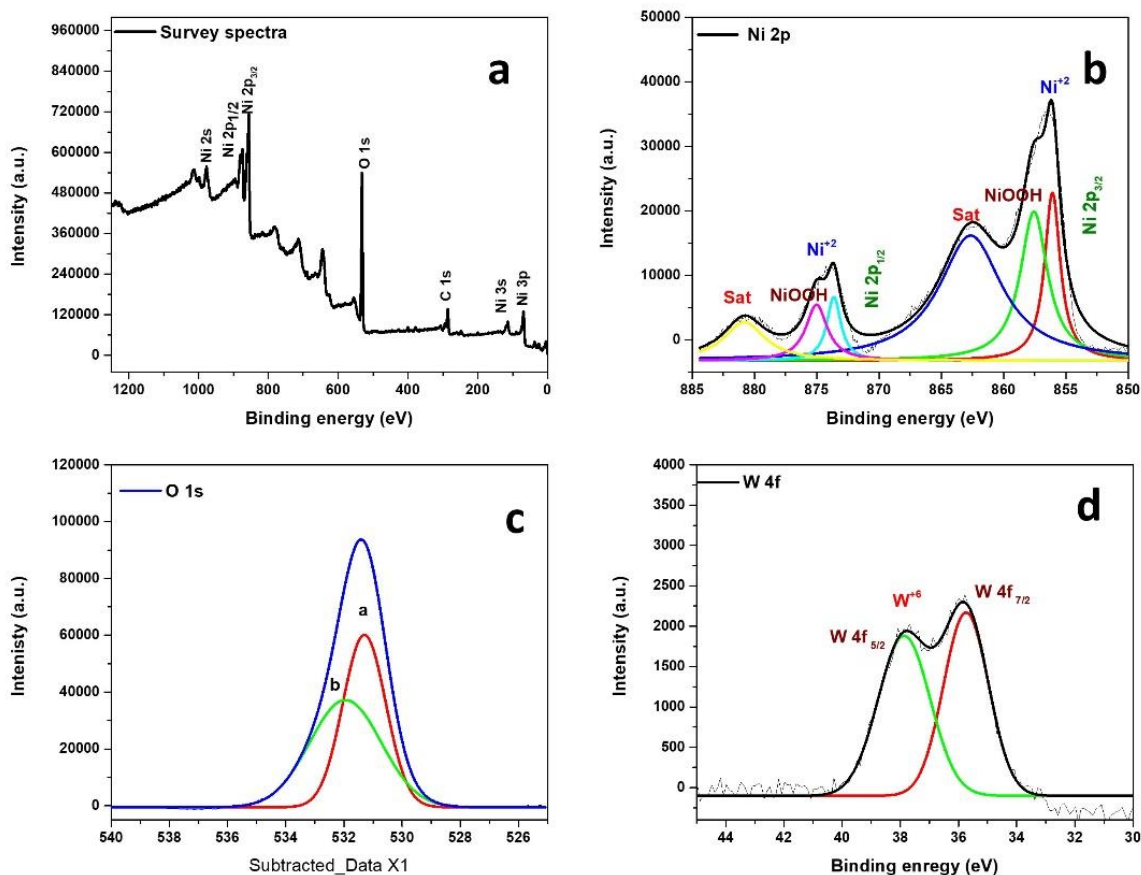 Survey spectra
a
960000
840000
720000
600000
480000
360000
240000
120000
0
Intensity (a.u.)
Ni 2s
Ni 2p1/2
Ni 2p3/2
O 1s
C 1s
Ni 3s
Ni 3p
1200 1000 800 600 400 200 0
Binding energy (eV)
Ni 2p
b
50000
40000
30000
20000
10000
0
Intensity (a.u.)
Sat
NiOOH
Ni+2
Ni 2p1/2
Sat
NiOOH
Ni+2
Ni 2p3/2
885 880 875 870 865 860 855 850
Binding energy (eV)
O 1s
c
120000
100000
80000
60000
40000
20000
0
Intenisty (a.u.)
a
b
540 538 536 534 532 530 528 526
Subtracted_Data X1
W 4f
d
4000
3500
3000
2500
2000
1500
1000
500
0
Intensity (a.u.)
W 4f 5/2
W+6
W 4f 7/2
44 42 40 38 36 34 32 30
Binding enregy (eV)